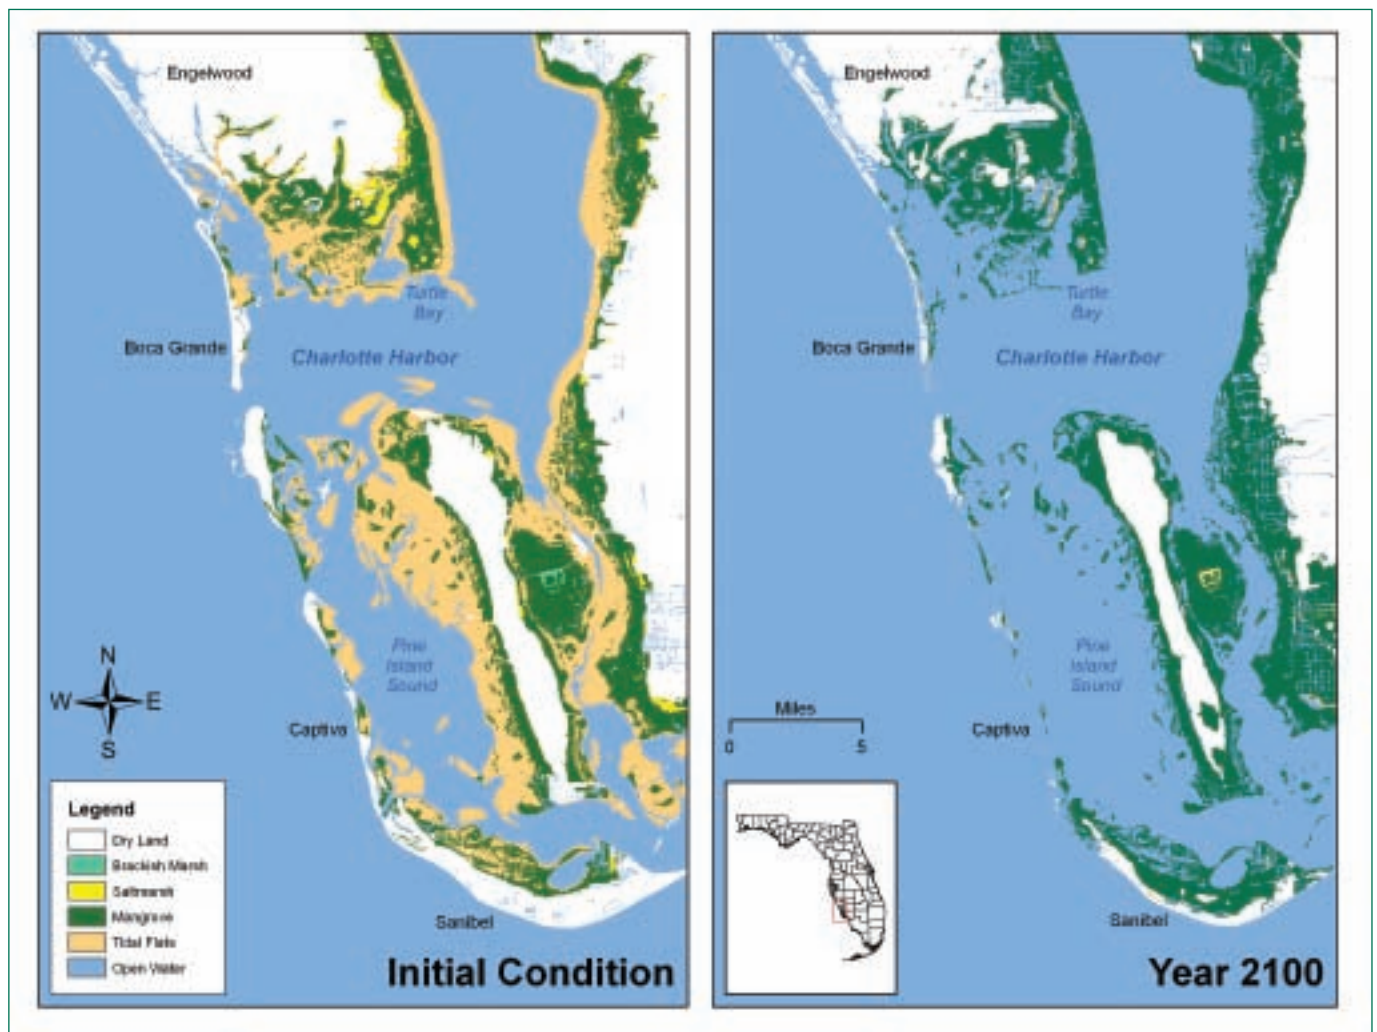 Engelwood
Turtle
Bay
Boca Grande
Charlotte Harbor
Pine
Island
Sound
N
W E
S
Captiva
Legend
Dry Land
Brackish Marsh
Saltmarsh
Mangrove
Tidal Flats
Open Water
Sanibel
Initial Condition
Engelwood
Turtle
Bay
Boca Grande
Charlotte Harbor
Pine
Island
Sound
Miles
0 5
Captiva
Sanibel
Year 2100